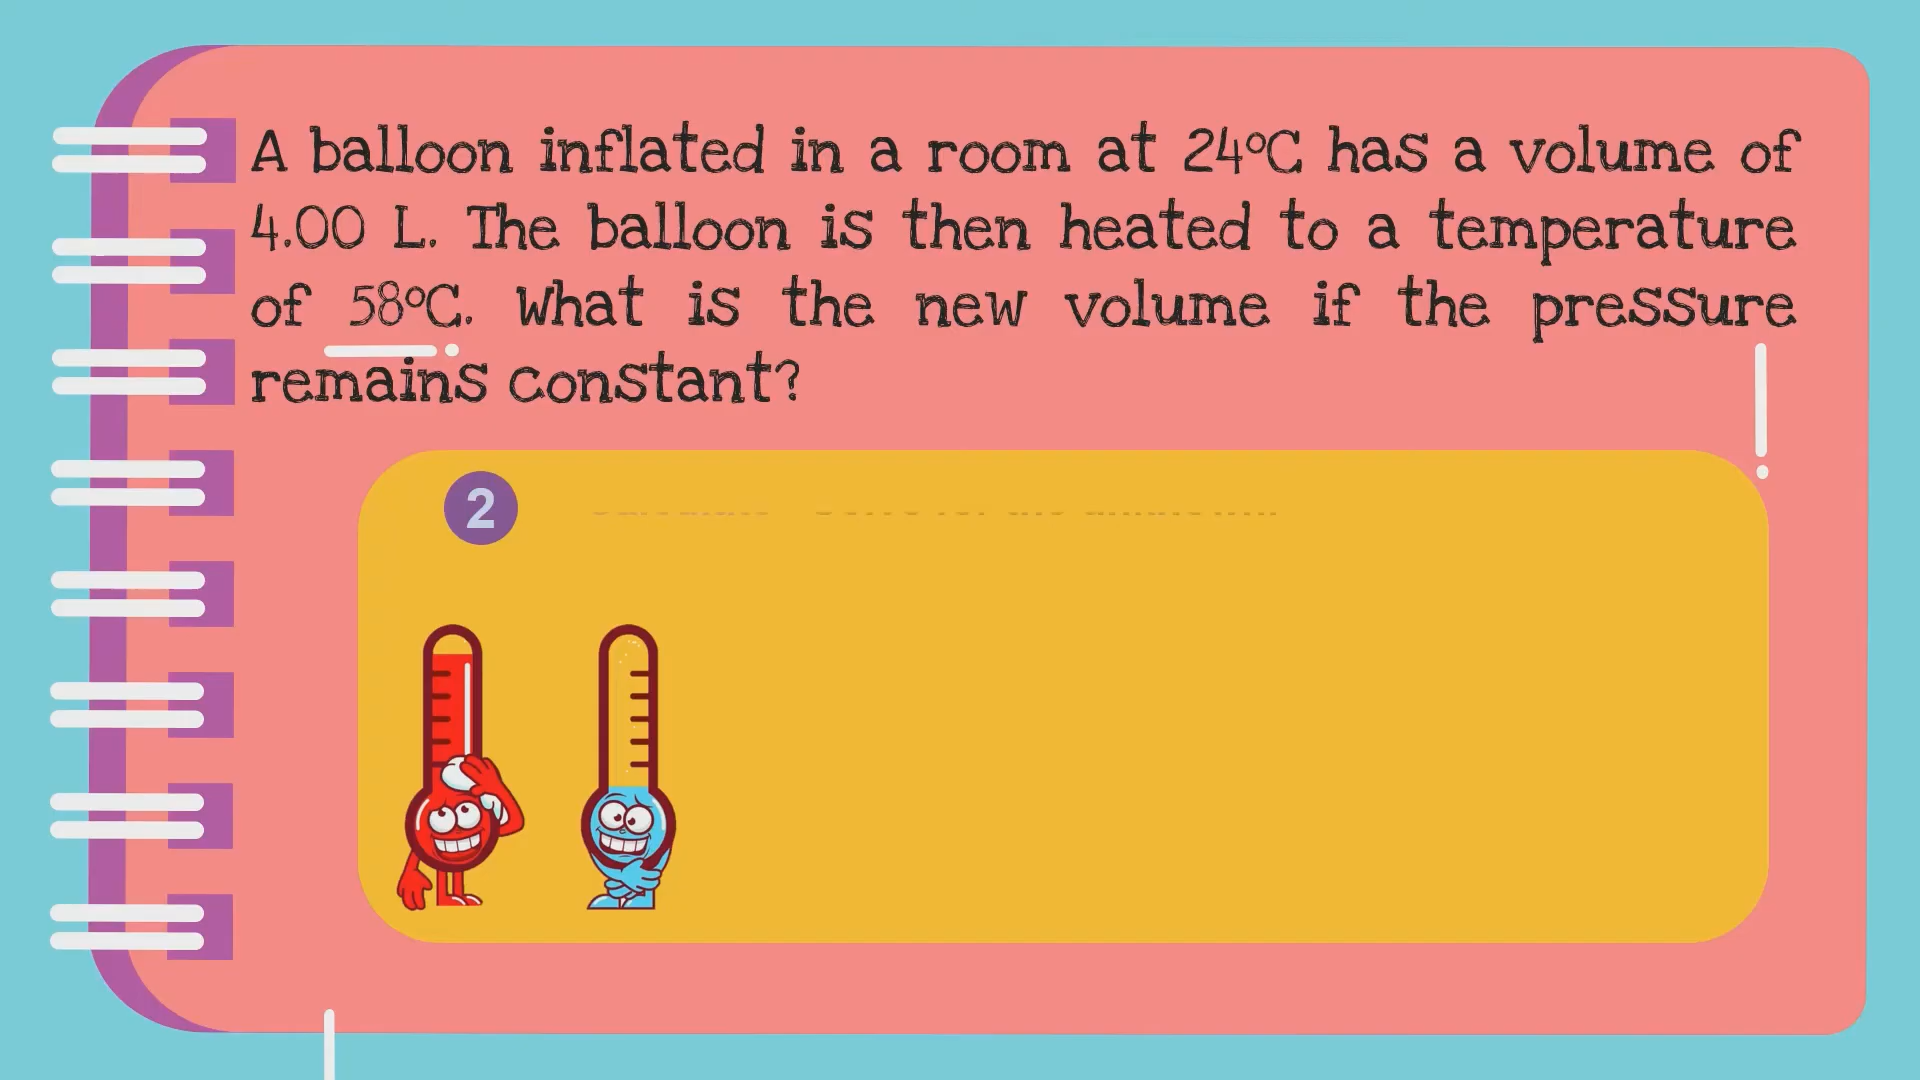 A balloon inflated in a room at 24°C has a volume of
4.00 L. The balloon is then heated to a temperature
of 58°C. What is the new volume if the pressure
remains constant?
2